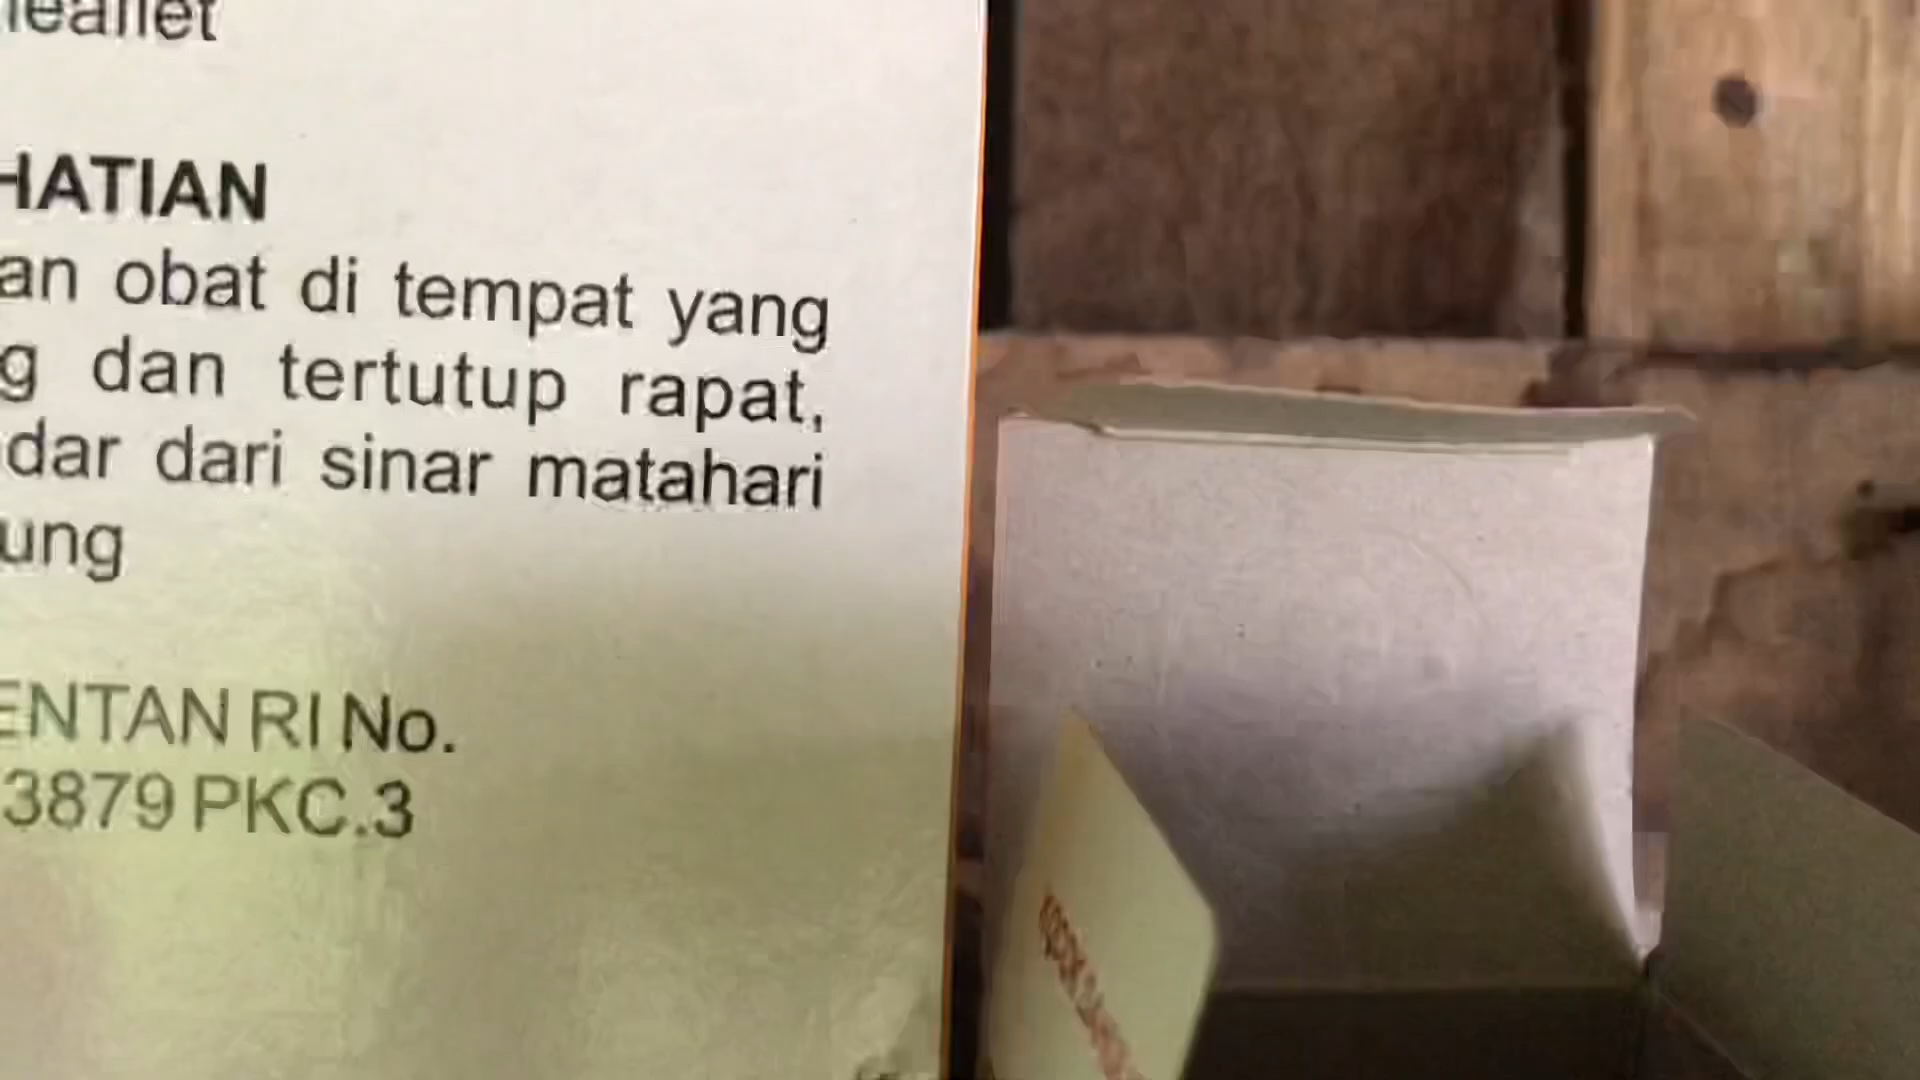 leaflet
HATIAN
an obat di tempat yang
g dan tertutup rapat,
dar dari sinar matahari
ung
ENTAN RI No.
3879 PKC.3